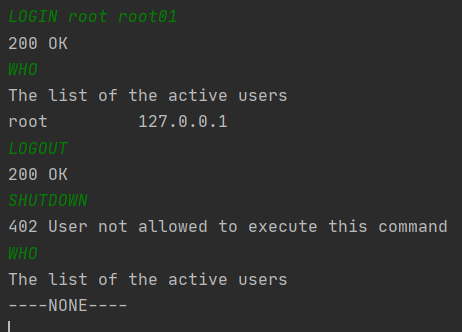 LOGIN root root01
200 OK
WHO
The list of the active users
root         127.0.0.1
LOGOUT
200 OK
SHUTDOWN
402 User not allowed to execute this command
WHO
The list of the active users
----NONE----